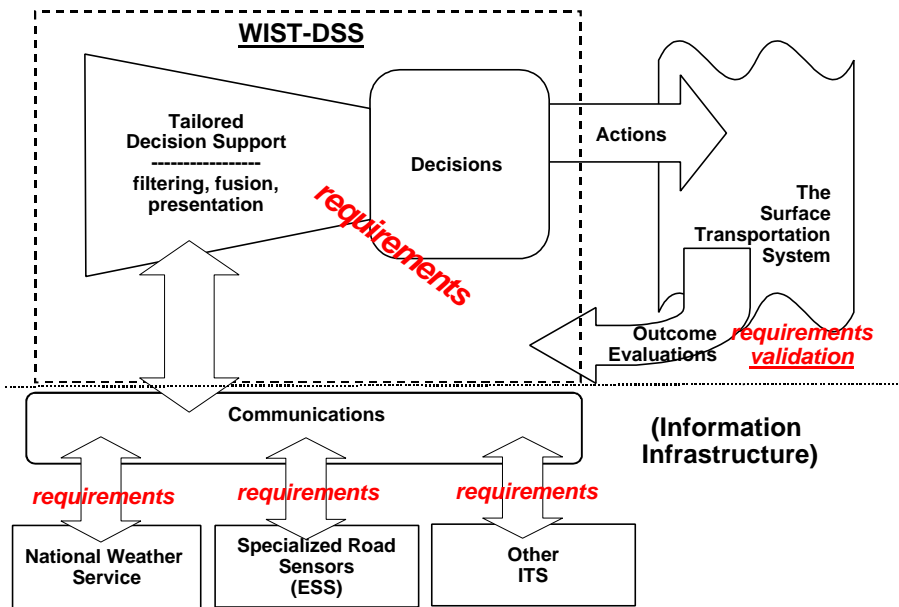 WIST-DSS
Tailored
Decision Support
-----------------
filtering, fusion,
presentation
Decisions
requirements
Actions
The
Surface
Transportation
System
Outcome
Evaluations
requirements
validation
Communications
(Information
Infrastructure)
requirements
requirements
requirements
National Weather
Service
Specialized Road
Sensors
(ESS)
Other
ITS